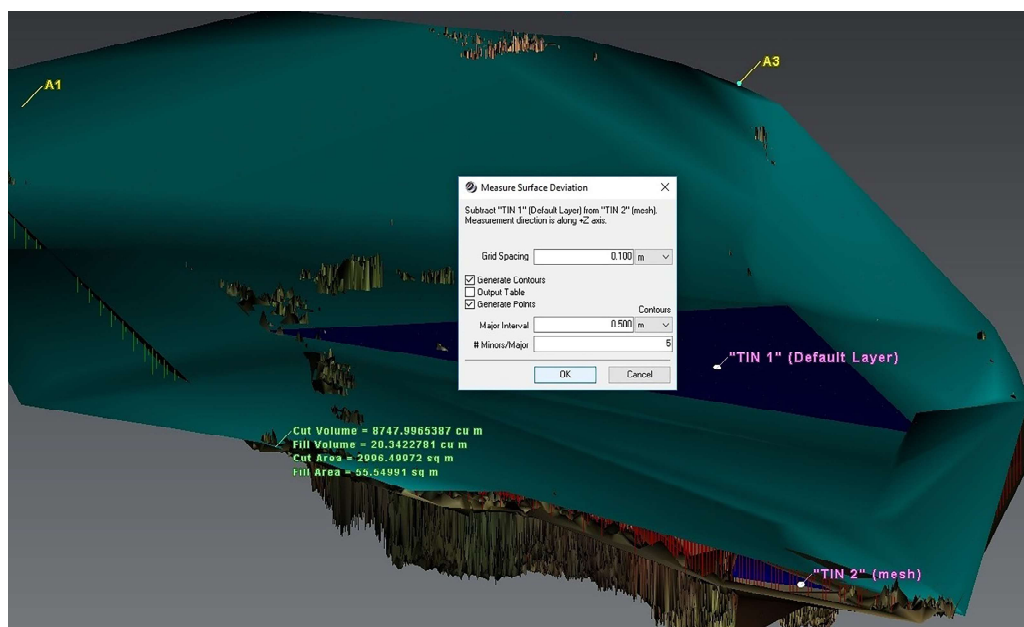 A3
A1
Measure Surface Deviation
Subtract "TIN 1" (Default Layer) from "TIN 2" (mesh).
Measurement direction is along +Z axis.
Grid Spacing 0.100 m
Generate Contours
Output Table
Generate Points
Contours
Major Interval 0.500 m
# Minors/Major 5
OK Cancel
"TIN 1" (Default Layer)
Cut Volume = 8747.9965387 cu m
Fill Volume = 20.3422781 cu m
Cut Area = 2996.49972 sq m
Fill Area = 55.54991 sq m
"TIN 2" (mesh)